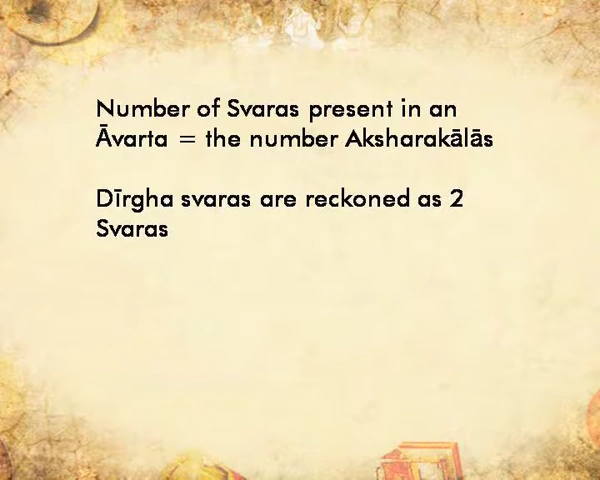 Number of Svaras present in an
Āvarta = the number Aksharakālās
Dīrgha svaras are reckoned as 2
Svaras